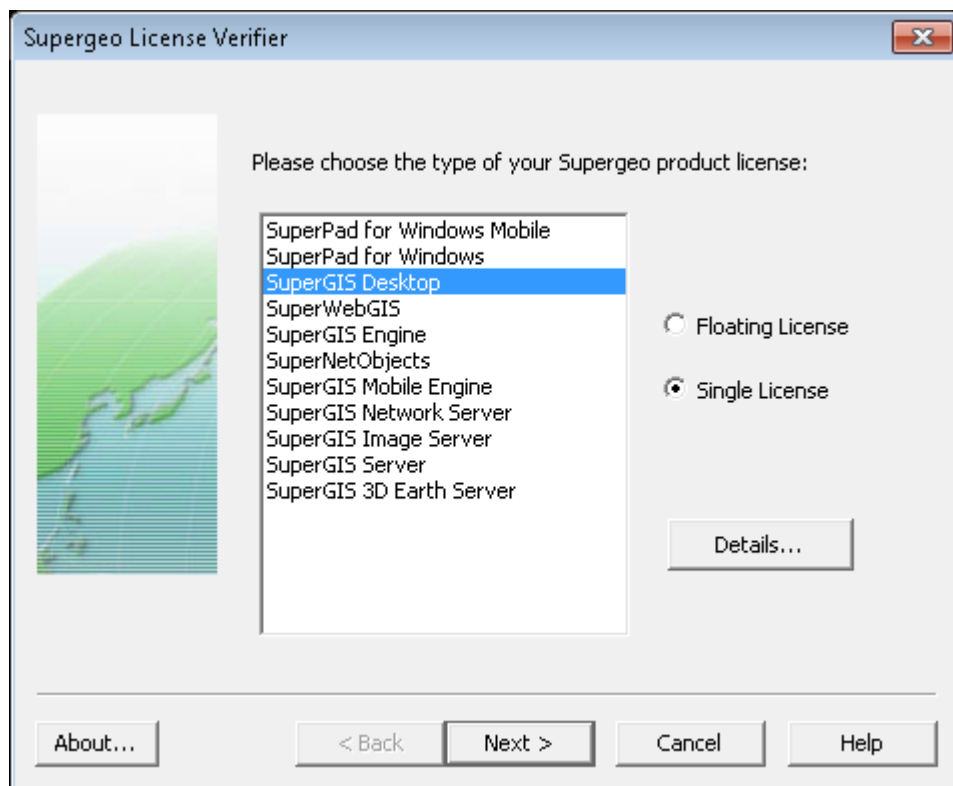 Supergeo License Verifier
Please choose the type of your Supergeo product license:
SuperPad for Windows Mobile
SuperPad for Windows
SuperGIS Desktop
SuperWebGIS
SuperGIS Engine
SuperNetObjects
SuperGIS Mobile Engine
SuperGIS Network Server
SuperGIS Image Server
SuperGIS Server
SuperGIS 3D Earth Server
Floating License
Single License
Details...
About...
< Back
Next >
Cancel
Help